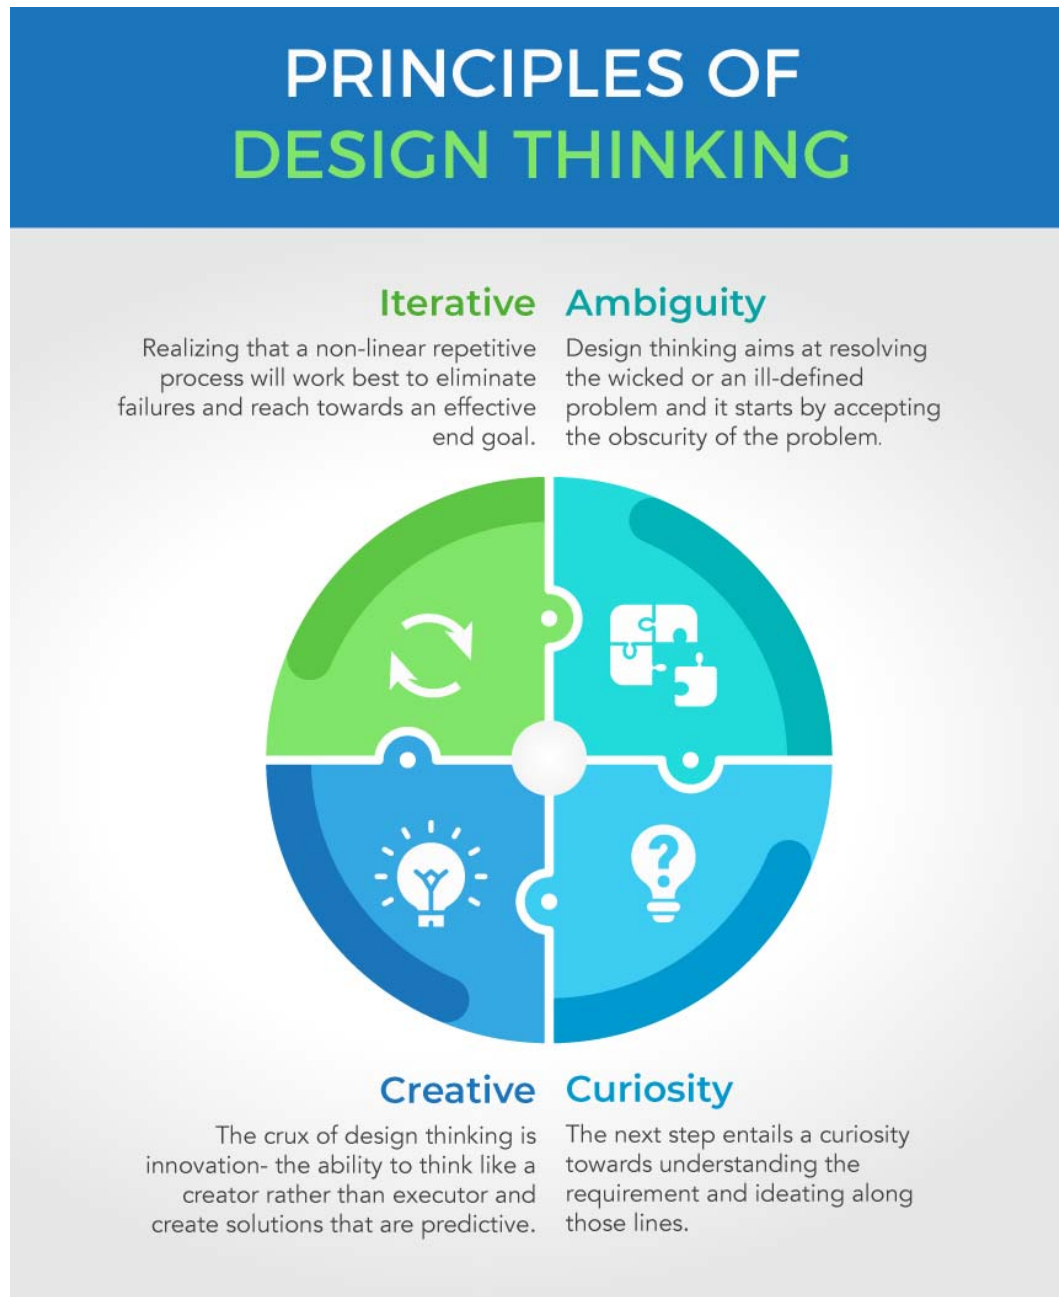 PRINCIPLES OF
DESIGN THINKING
Iterative
Realizing that a non-linear repetitive
process will work best to eliminate
failures and reach towards an effective
end goal.
Ambiguity
Design thinking aims at resolving
the wicked or an ill-defined
problem and it starts by accepting
the obscurity of the problem.
?
Creative
The crux of design thinking is
innovation- the ability to think like a
creator rather than executor and
create solutions that are predictive.
Curiosity
The next step entails a curiosity
towards understanding the
requirement and ideating along
those lines.